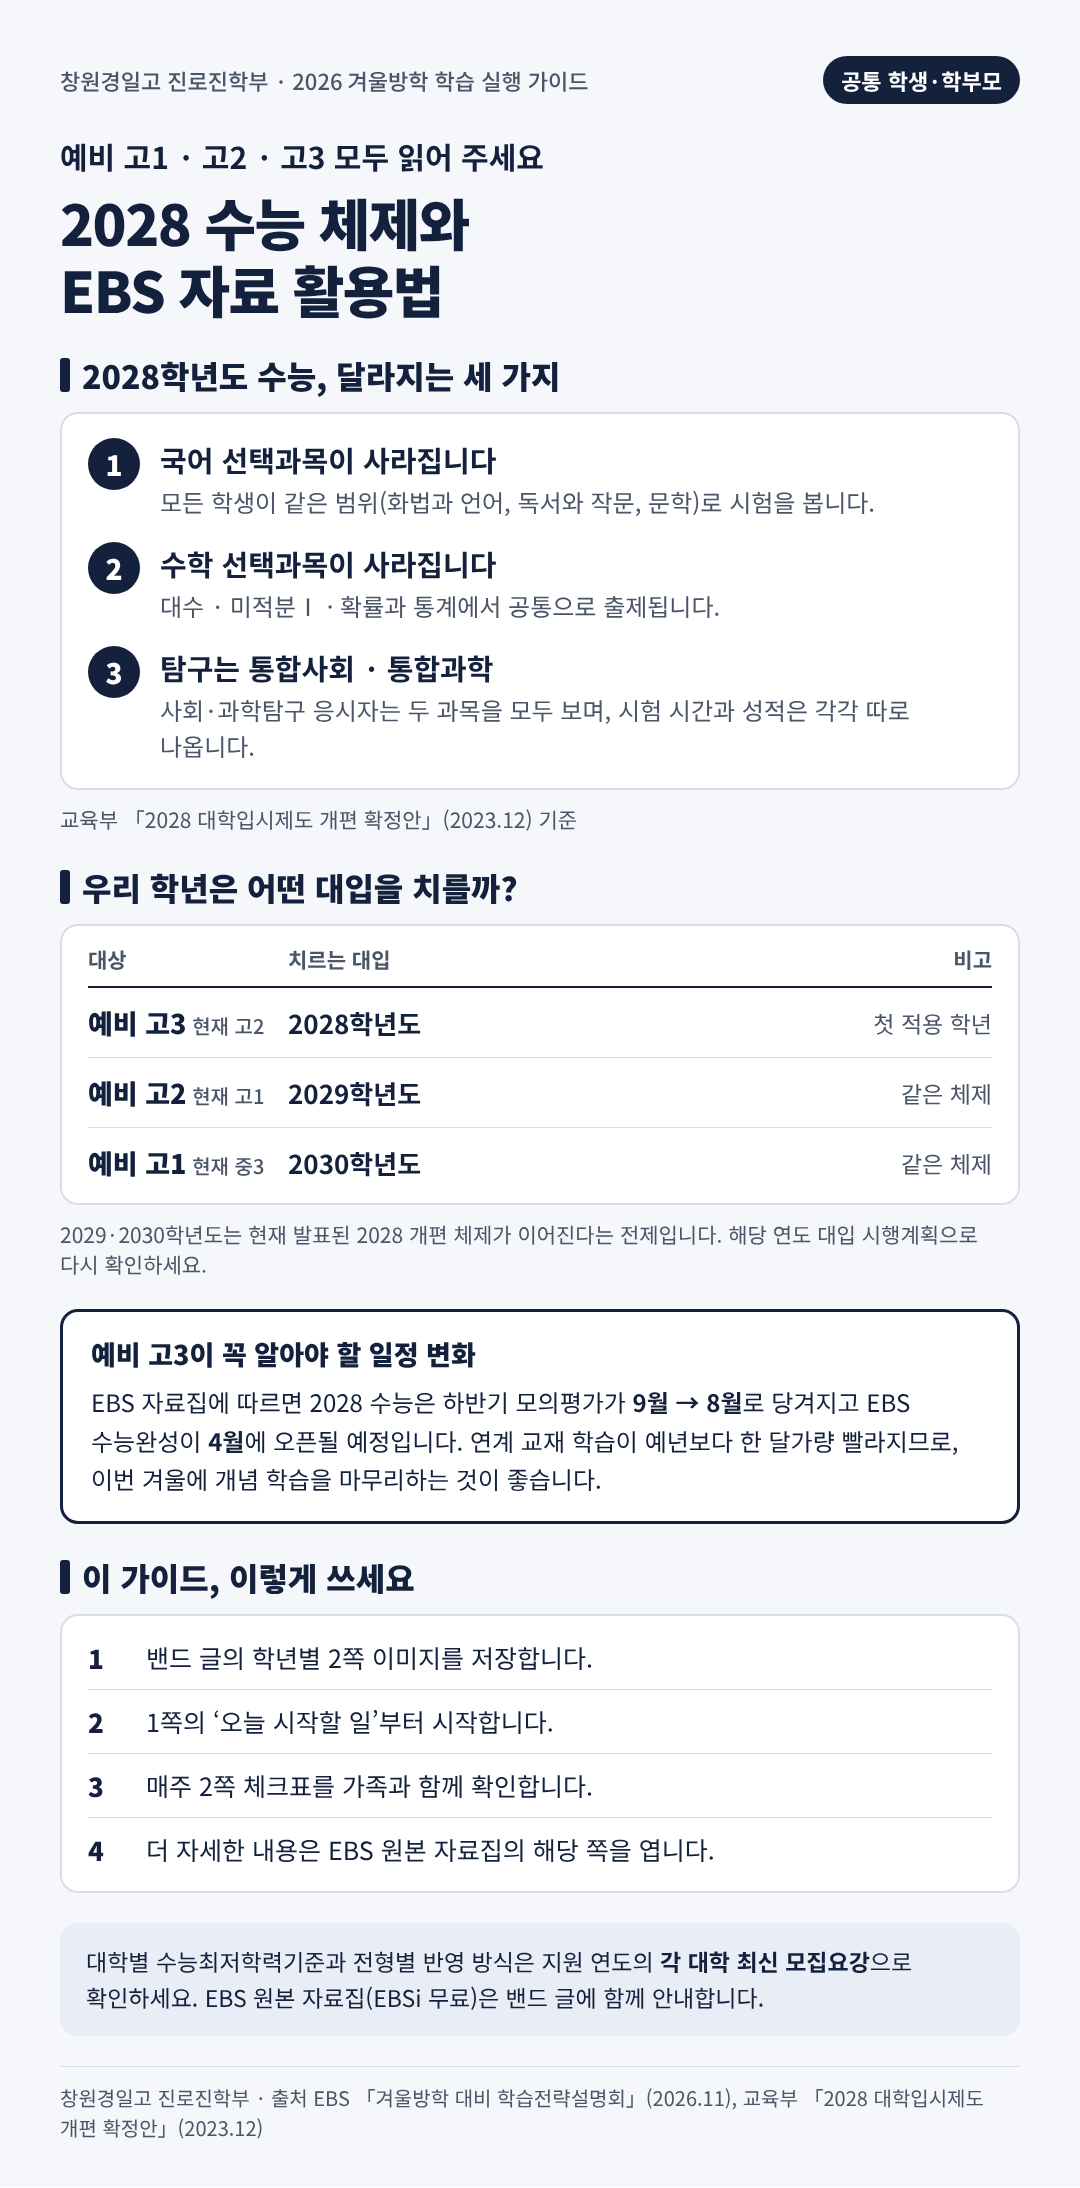 창원경일고 진로진학부 · 2026 겨울방학 학습 실행 가이드
공통 학생·학부모
예비 고1 · 고2 · 고3 모두 읽어 주세요
2028 수능 체제와
EBS 자료 활용법
2028학년도 수능, 달라지는 세 가지
1 국어 선택과목이 사라집니다
모든 학생이 같은 범위(화법과 언어, 독서와 작문, 문학)로 시험을 봅니다.
2 수학 선택과목이 사라집니다
대수 · 미적분Ⅰ · 확률과 통계에서 공통으로 출제됩니다.
3 탐구는 통합사회 · 통합과학
사회·과학탐구 응시자는 두 과목을 모두 보며, 시험 시간과 성적은 각각 따로
나옵니다.
교육부 「2028 대학입시제도 개편 확정안」(2023.12) 기준
우리 학년은 어떤 대입을 치를까?
대상 치르는 대입 비고
예비 고3 현재 고2 2028학년도 첫 적용 학년
예비 고2 현재 고1 2029학년도 같은 체제
예비 고1 현재 중3 2030학년도 같은 체제
2029·2030학년도는 현재 발표된 2028 개편 체제가 이어진다는 전제입니다. 해당 연도 대입 시행계획으로
다시 확인하세요.
예비 고3이 꼭 알아야 할 일정 변화
EBS 자료집에 따르면 2028 수능은 하반기 모의평가가 9월 → 8월로 당겨지고 EBS
수능완성이 4월에 오픈될 예정입니다. 연계 교재 학습이 예년보다 한 달가량 빨라지므로,
이번 겨울에 개념 학습을 마무리하는 것이 좋습니다.
이 가이드, 이렇게 쓰세요
1 밴드 글의 학년별 2쪽 이미지를 저장합니다.
2 1쪽의 ‘오늘 시작할 일’부터 시작합니다.
3 매주 2쪽 체크표를 가족과 함께 확인합니다.
4 더 자세한 내용은 EBS 원본 자료집의 해당 쪽을 엽니다.
대학별 수능최저학력기준과 전형별 반영 방식은 지원 연도의 각 대학 최신 모집요강으로
확인하세요. EBS 원본 자료집(EBSi 무료)은 밴드 글에 함께 안내합니다.
창원경일고 진로진학부 · 출처 EBS 「겨울방학 대비 학습전략설명회」(2026.11), 교육부 「2028 대학입시제도
개편 확정안」(2023.12)